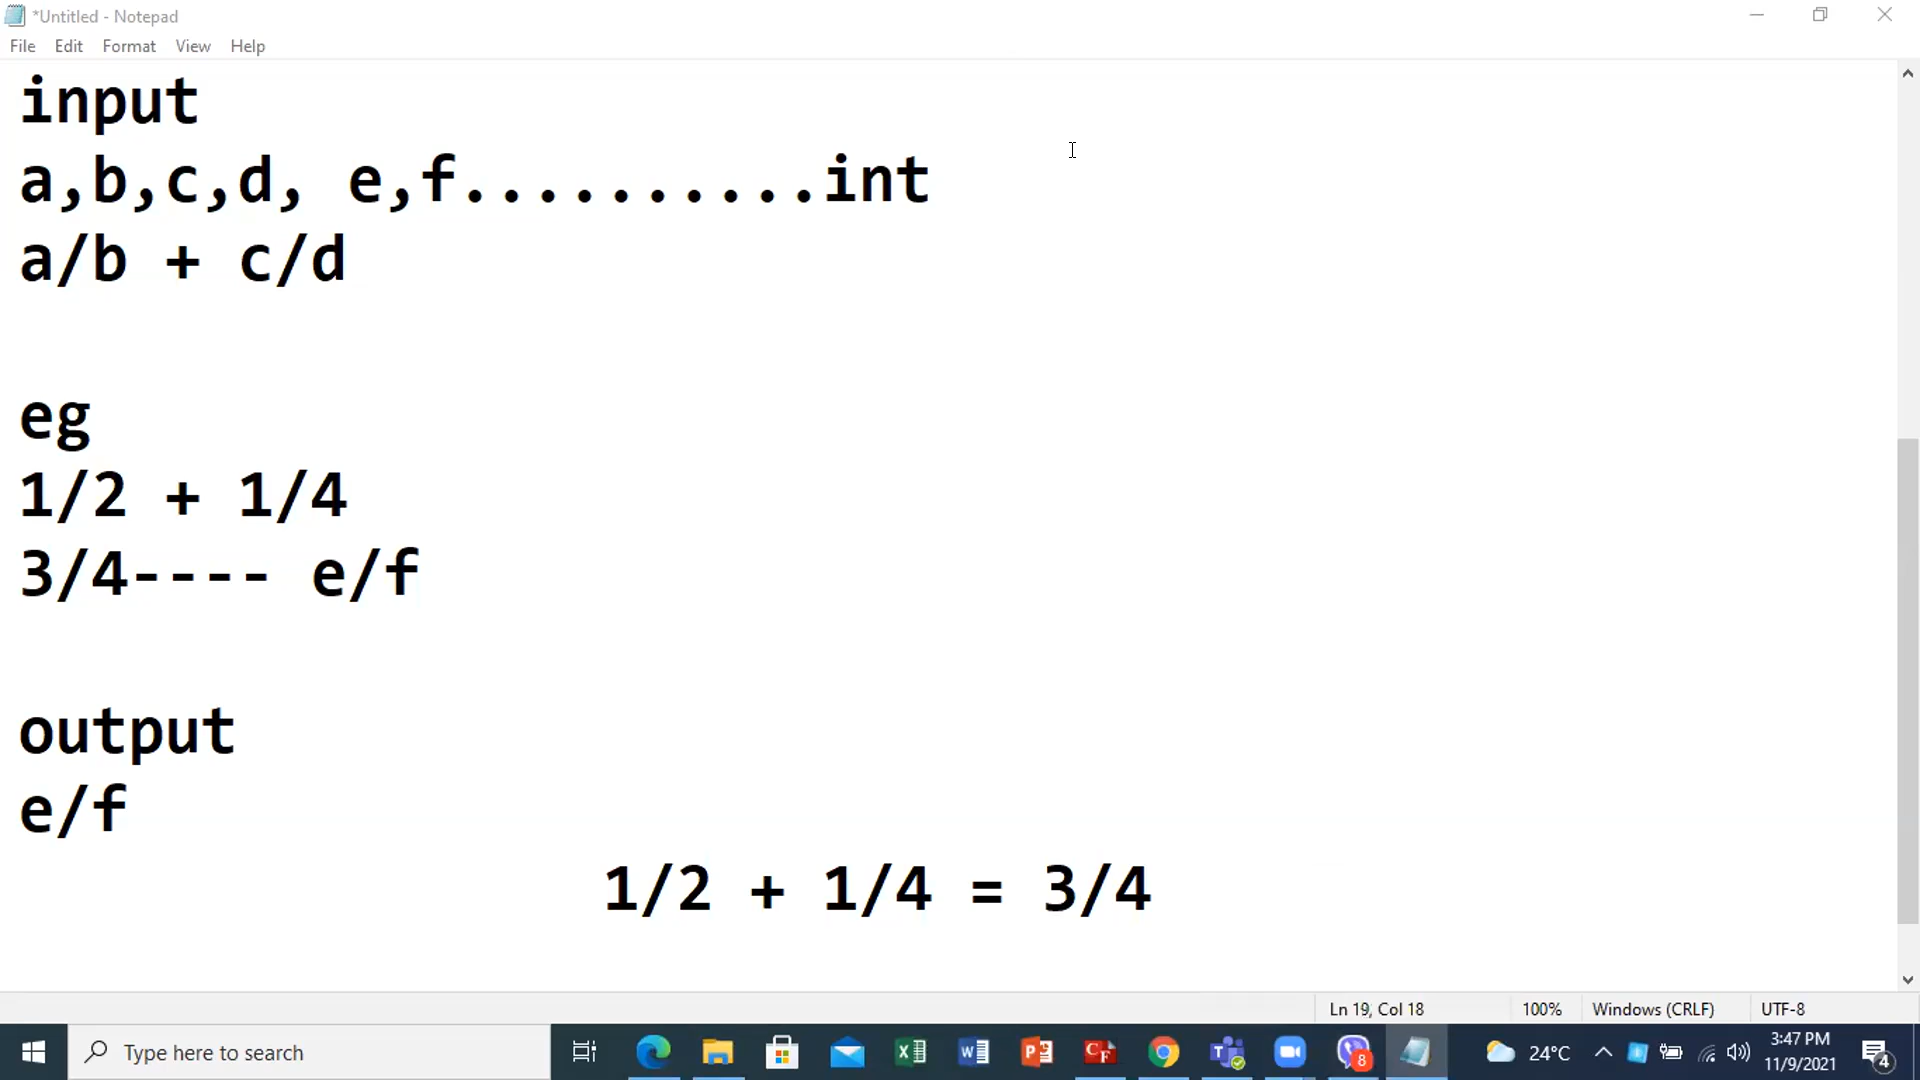 *Untitled - Notepad
File Edit Format View Help
input
a,b,c,d, e,f..........int
a/b + c/d
eg
1/2 + 1/4
3/4---- e/f
output
e/f
1/2 + 1/4 = 3/4
Ln 19, Col 18 100% Windows (CRLF) UTF-8
Type here to search
8
24°C
3:47 PM
11/9/2021
4